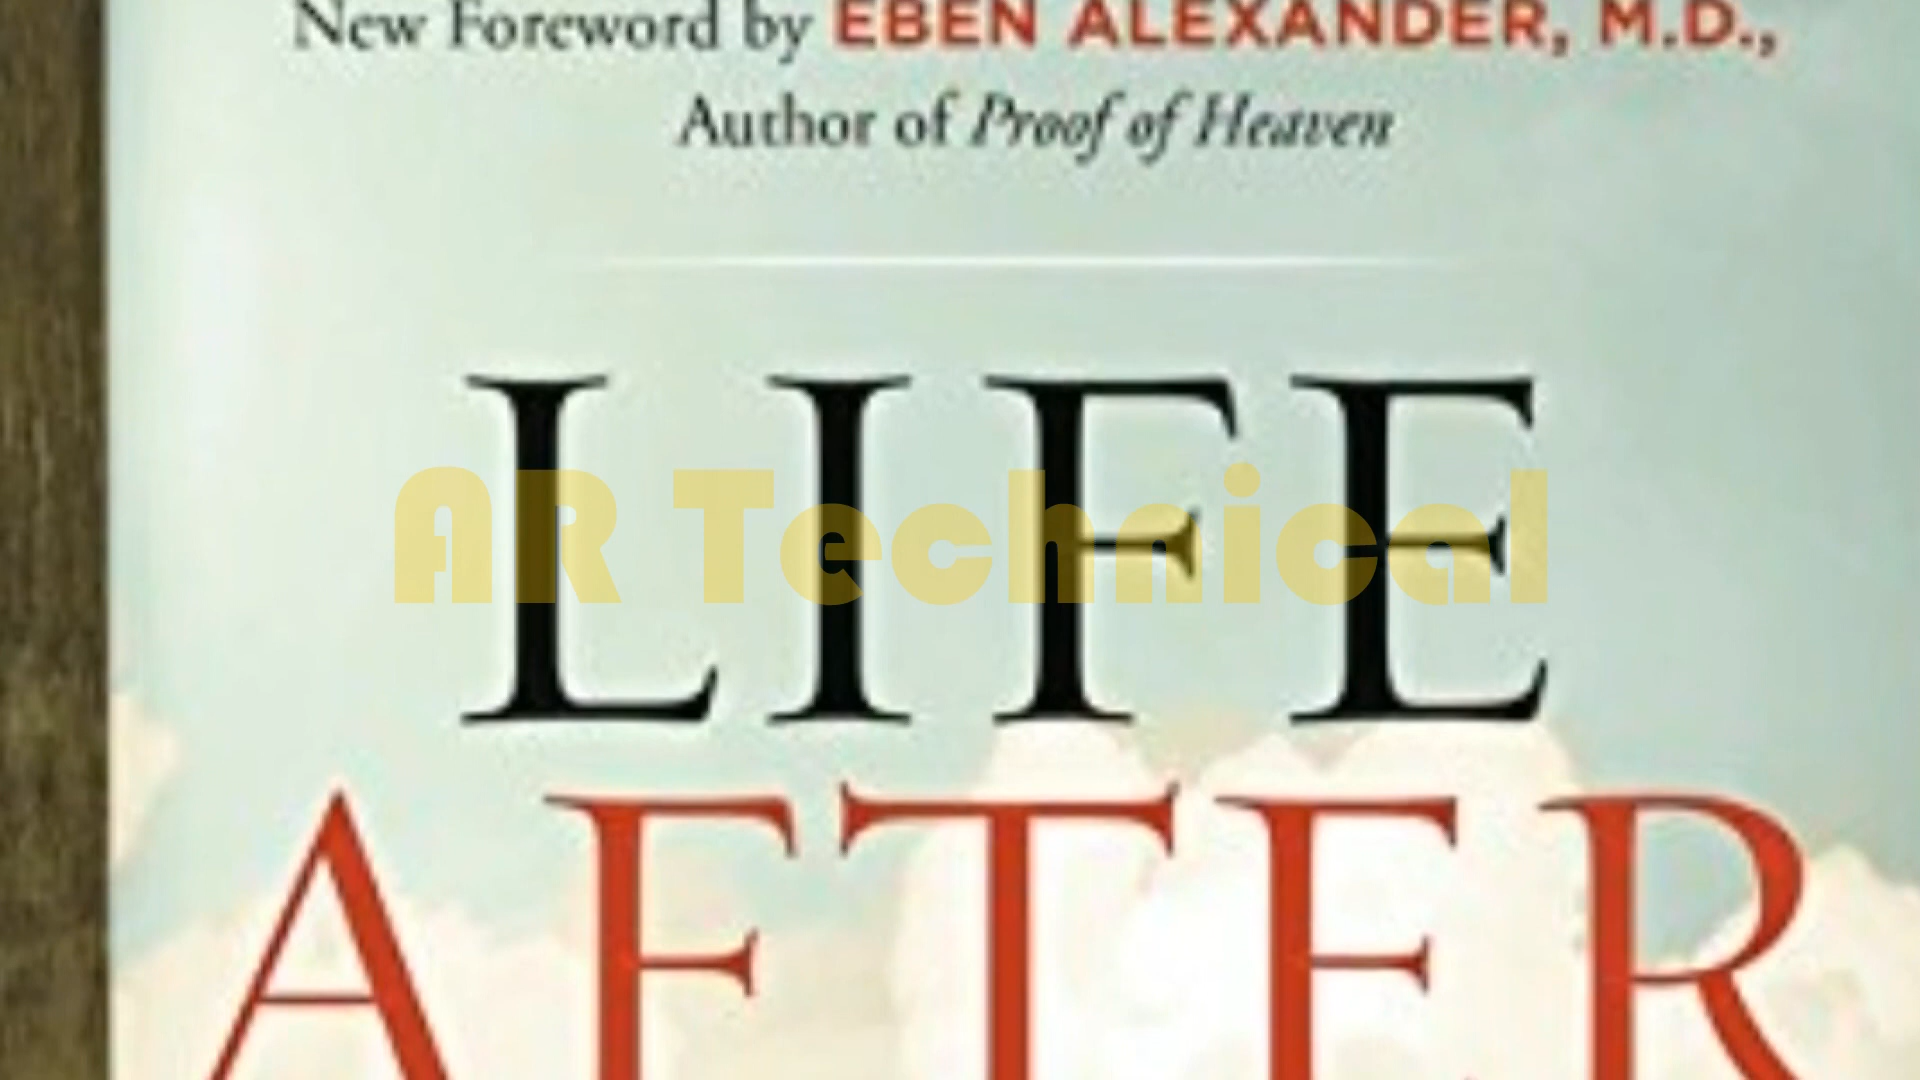 New Foreword by EBEN ALEXANDER, M.D.,
Author of Proof of Heaven
LIFE
AR Technical
AFTER